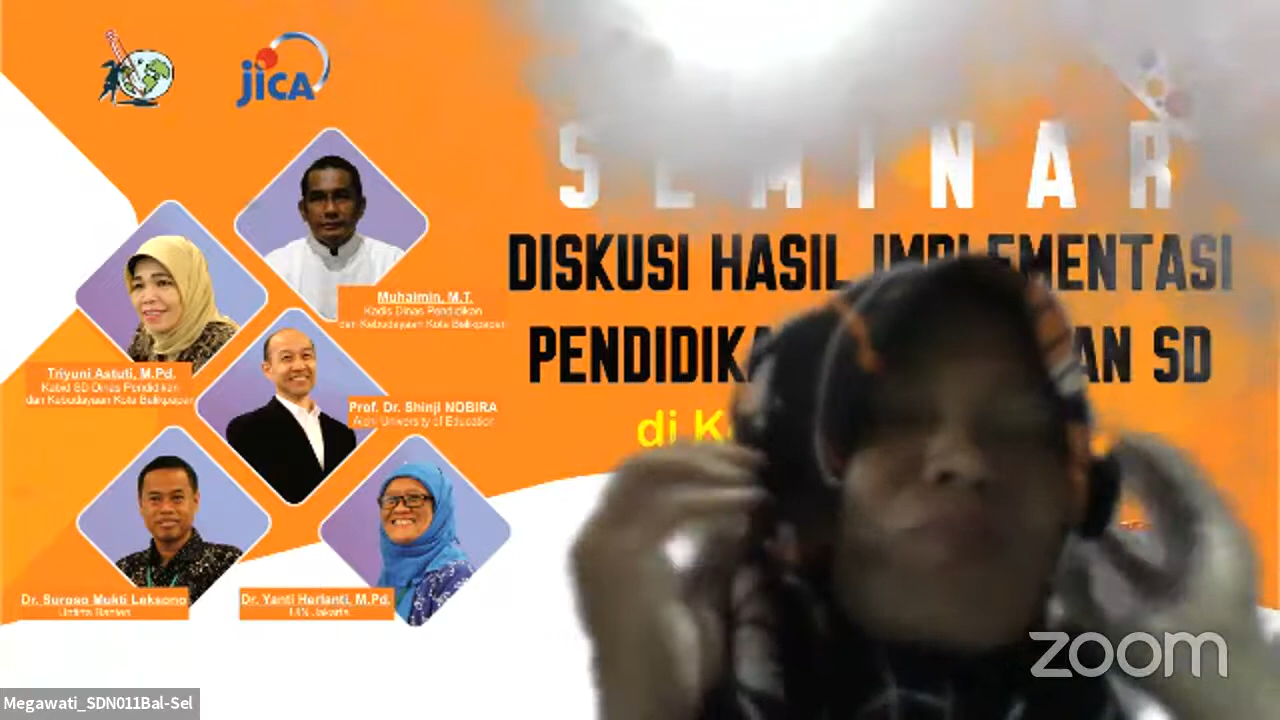 JICA
SEMINAR
DISKUSI HASIL IMPLEMENTASI
PENDIDIKA AN SD
di K
Muhaimin, M.T.
Kadis Dinas Pendidikan
dan Kebudayaan Kota Balikpapan
Triyuni Astuti, M.Pd.
Kabid SD Dinas Pendidikan
dan Kebudayaan Kota Balikpapan
Prof. Dr. Shinji NOBIRA
Aichi University of Education
Dr. Suroso Mukti Leksono
Untirta Banten
Dr. Yanti Herlanti, M.Pd.
UIN Jakarta
zoom
Megawati_SDN011Bal-Sel